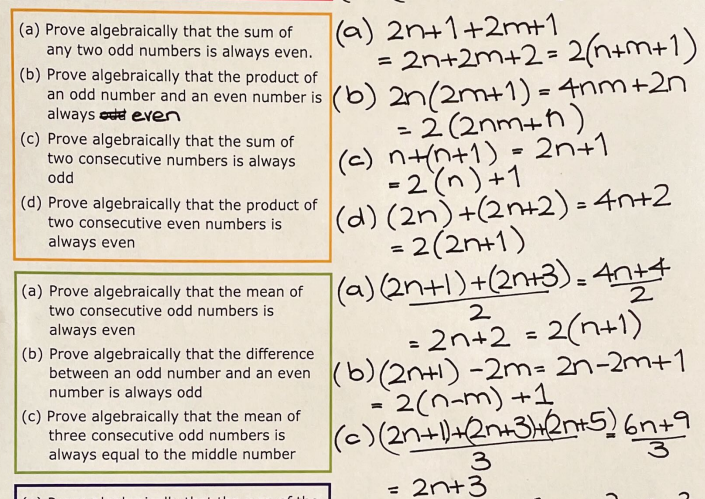 (a) Prove algebraically that the sum of
any two odd numbers is always even.
(b) Prove algebraically that the product of
an odd number and an even number is
always odd even
(c) Prove algebraically that the sum of
two consecutive numbers is always
odd
(d) Prove algebraically that the product of
two consecutive even numbers is
always even
(a) 2n+1+2m+1
= 2n+2m+2 = 2(n+m+1)
(b) 2n(2m+1) = 4nm+2n
= 2(2nm+n)
(c) n+(n+1) = 2n+1
= 2(n)+1
(d) (2n)+(2n+2) = 4n+2
= 2(2n+1)
(a) Prove algebraically that the mean of
two consecutive odd numbers is
always even
(b) Prove algebraically that the difference
between an odd number and an even
number is always odd
(c) Prove algebraically that the mean of
three consecutive odd numbers is
always equal to the middle number
(a) (2n+1)+(2n+3) = 4n+4
2 2
= 2n+2 = 2(n+1)
(b) (2n+1) -2m = 2n-2m+1
= 2(n-m)+1
(c) (2n+1)+(2n+3)+(2n+5) = 6n+9
3 3
= 2n+3